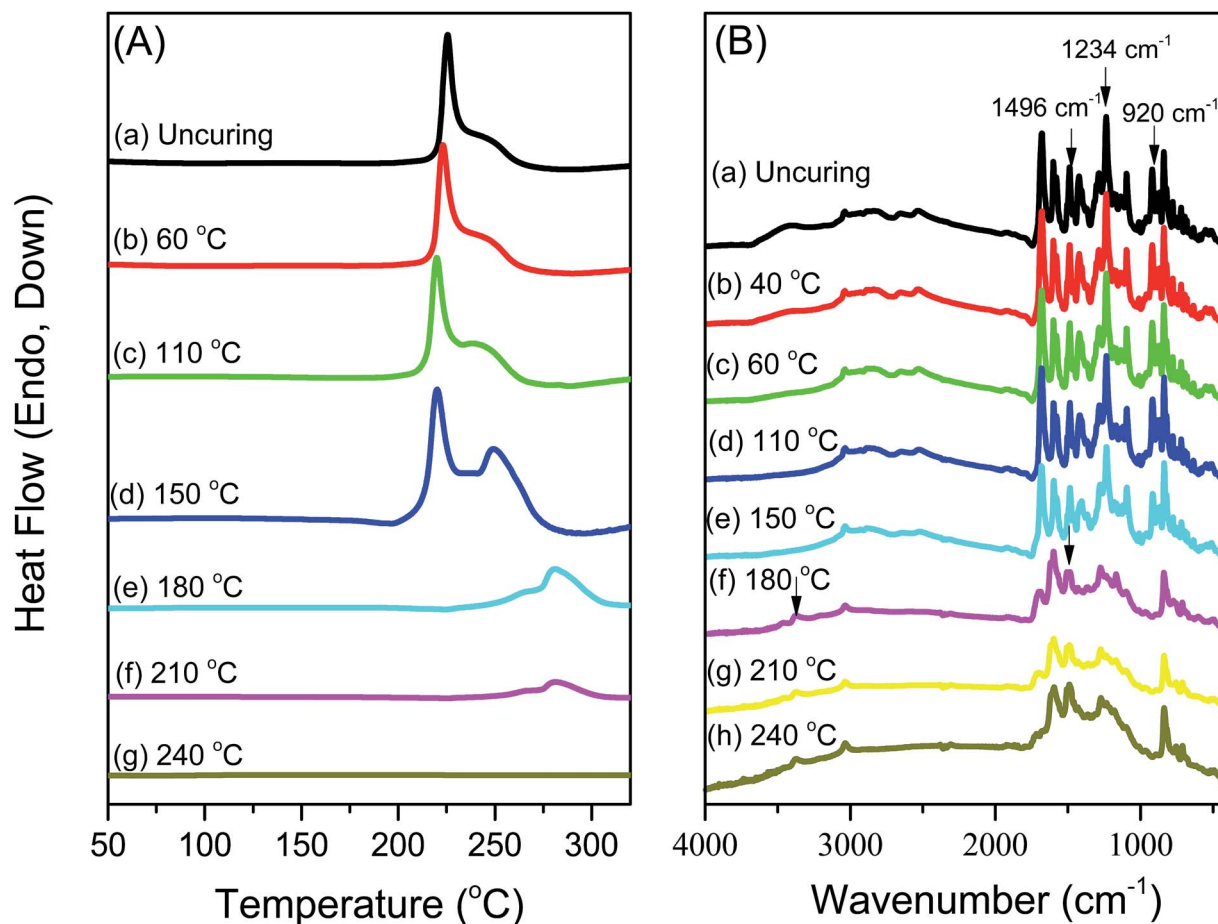 (A)
(a) Uncuring
(b) 60 °C
(c) 110 °C
(d) 150 °C
(e) 180 °C
(f) 210 °C
(g) 240 °C
Heat Flow (Endo, Down)
50 100 150 200 250 300
Temperature (°C)
(B)
1234 cm⁻¹
1496 cm⁻¹ 920 cm⁻¹
(a) Uncuring
(b) 40 °C
(c) 60 °C
(d) 110 °C
(e) 150 °C
(f) 180 °C
(g) 210 °C
(h) 240 °C
4000 3000 2000 1000
Wavenumber (cm⁻¹)